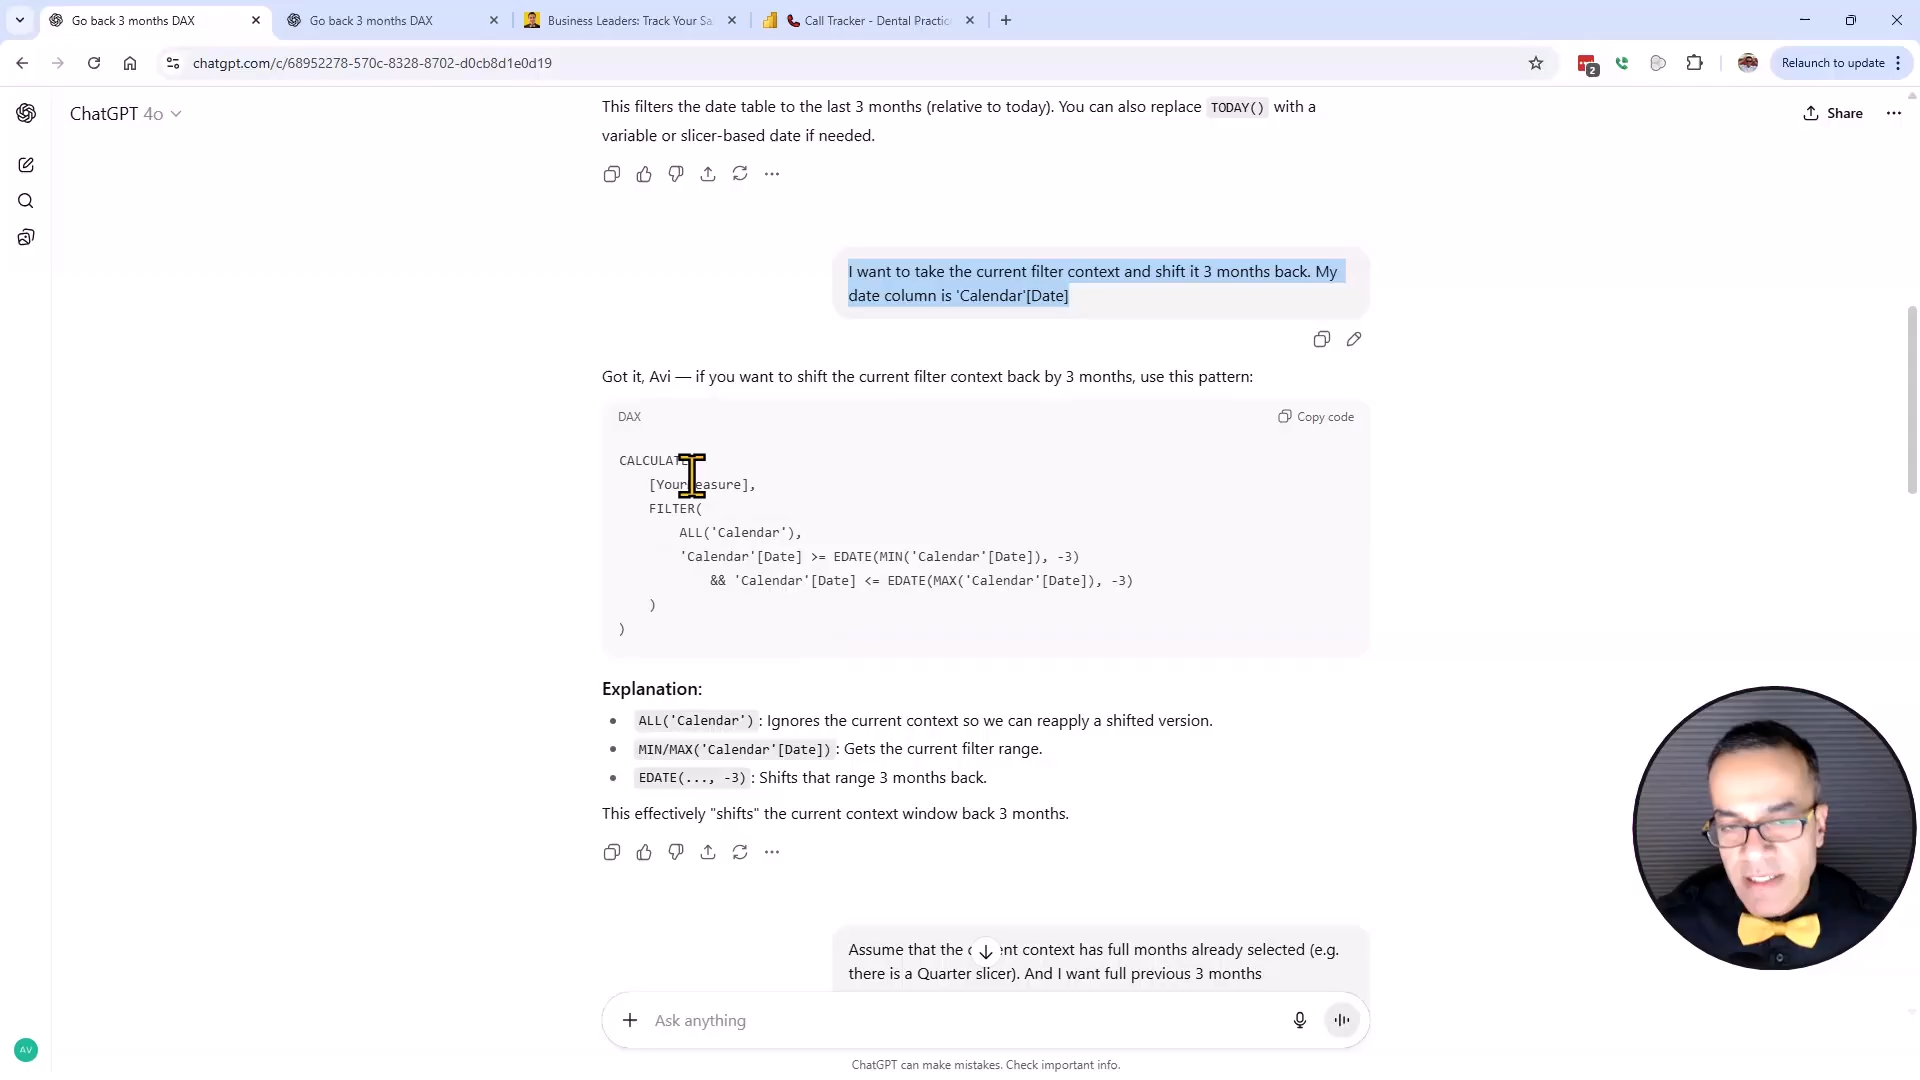 Go back 3 months DAX
Go back 3 months DAX
Business Leaders: Track Your Sa
Call Tracker - Dental Practic
chatgpt.com/c/68952278-570c-8328-8702-d0cb8d1e0d19
2
Relaunch to update
ChatGPT 4o
Share
This filters the date table to the last 3 months (relative to today). You can also replace TODAY() with a
variable or slicer-based date if needed.
I want to take the current filter context and shift it 3 months back. My
date column is 'Calendar'[Date]
Got it, Avi — if you want to shift the current filter context back by 3 months, use this pattern:
DAX
Copy code
CALCULATE
[Your easure],
FILTER(
ALL('Calendar'),
'Calendar'[Date] >= EDATE(MIN('Calendar'[Date]), -3)
&& 'Calendar'[Date] <= EDATE(MAX('Calendar'[Date]), -3)
)
)
Explanation:
ALL('Calendar') : Ignores the current context so we can reapply a shifted version.
MIN/MAX('Calendar'[Date]) : Gets the current filter range.
EDATE(..., -3) : Shifts that range 3 months back.
This effectively "shifts" the current context window back 3 months.
Assume that the c ent context has full months already selected (e.g.
there is a Quarter slicer). And I want full previous 3 months
Ask anything
AV
ChatGPT can make mistakes. Check important info.